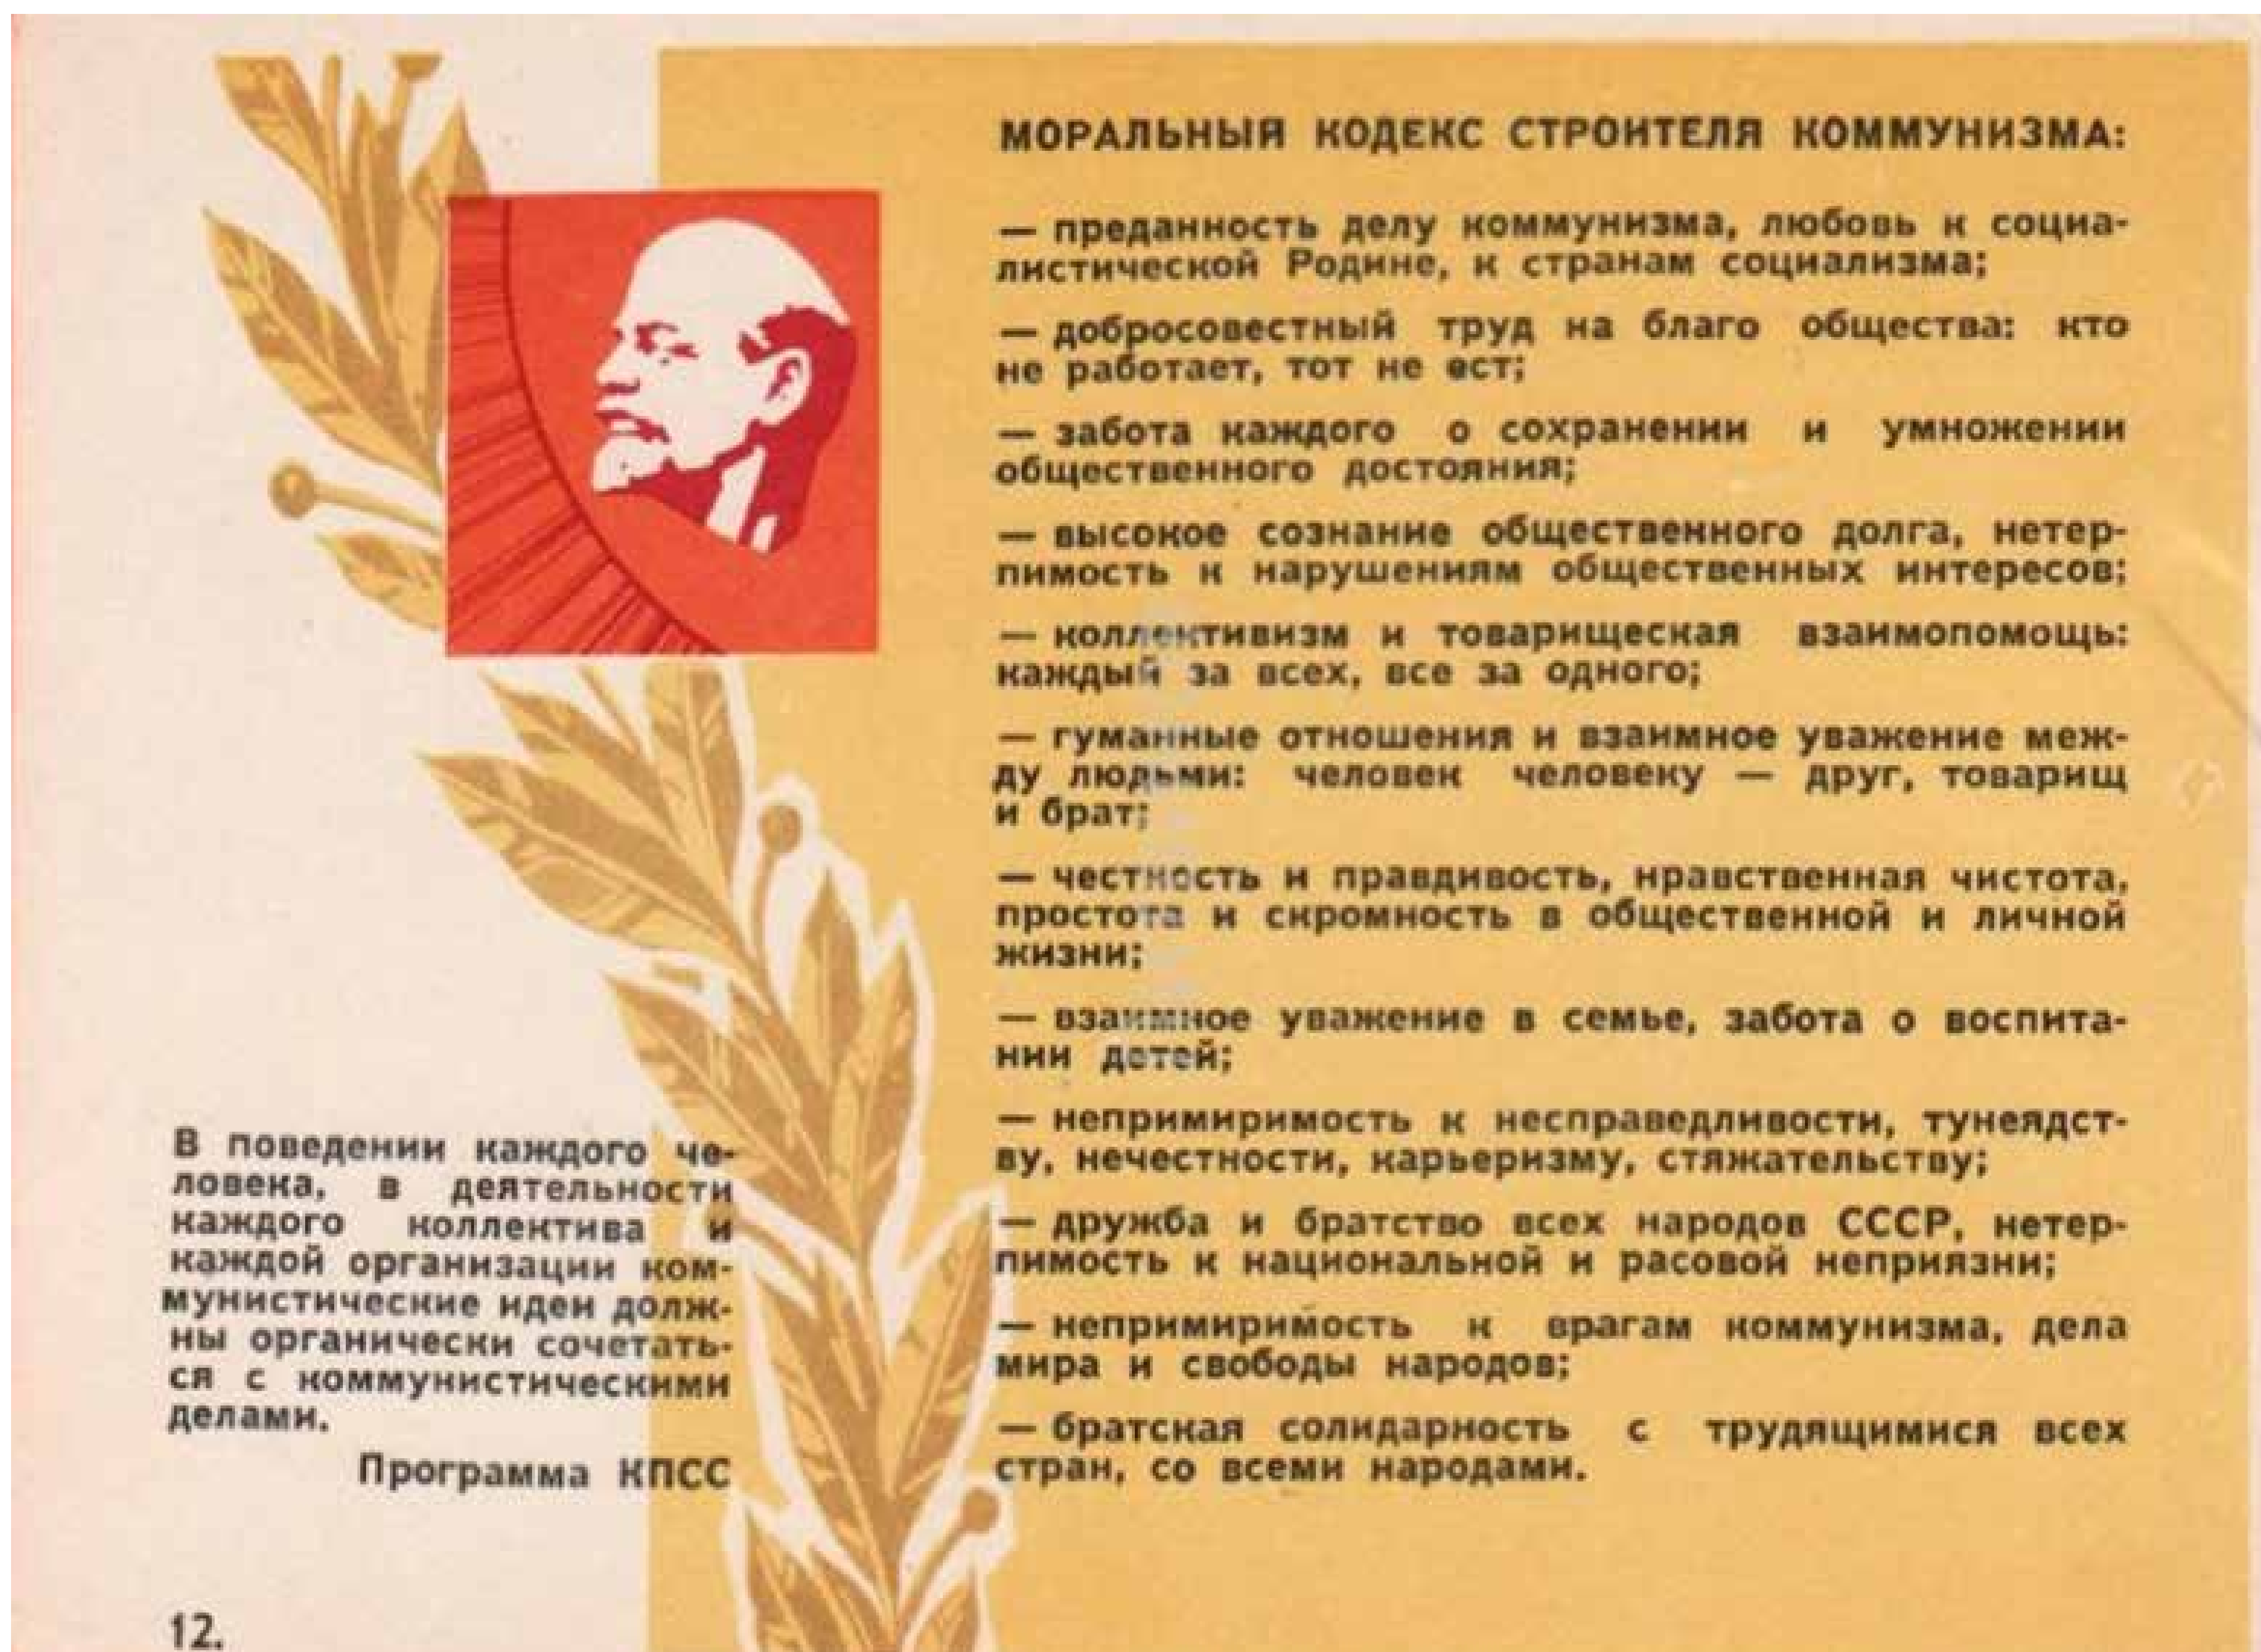 МОРАЛЬНЫЙ КОДЕКС СТРОИТЕЛЯ КОММУНИЗМА:
— преданность делу коммунизма, любовь к социа-
листической Родине, к странам социализма;
— добросовестный труд на благо общества: кто
не работает, тот не ест;
— забота каждого о сохранении и умножении
общественного достояния;
— высокое сознание общественного долга, нетер-
пимость к нарушениям общественных интересов;
— коллективизм и товарищеская взаимопомощь:
каждый за всех, все за одного;
— гуманные отношения и взаимное уважение меж-
ду людьми: человек человеку — друг, товарищ
и брат;
— честность и правдивость, нравственная чистота,
простота и скромность в общественной и личной
жизни;
— взаимное уважение в семье, забота о воспита-
нии детей;
— непримиримость к несправедливости, тунеядст-
ву, нечестности, карьеризму, стяжательству;
— дружба и братство всех народов СССР, нетер-
пимость к национальной и расовой неприязни;
— непримиримость к врагам коммунизма, дела
мира и свободы народов;
— братская солидарность с трудящимися всех
стран, со всеми народами.
В поведении каждого че-
ловека, в деятельности
каждого коллектива и
каждой организации ком-
мунистические идеи долж-
ны органически сочетать-
ся с коммунистическими
делами.
Программа КПСС
12.